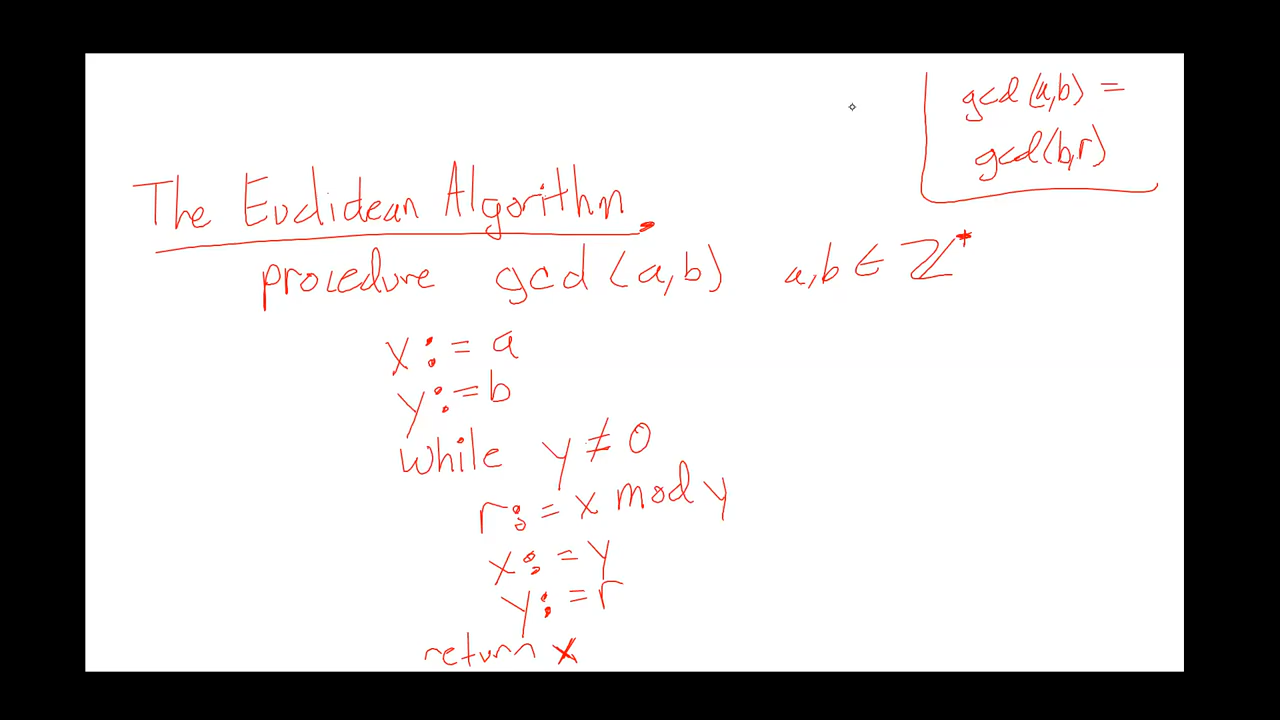 gcd(a,b) =
gcd(b,r)
The Euclidean Algorithm.
procedure gcd(a,b) a,b ∈ ℤ*
x:= a
y:= b
while y ≠ 0
r:= x mod y
x:= y
y:= r
return x